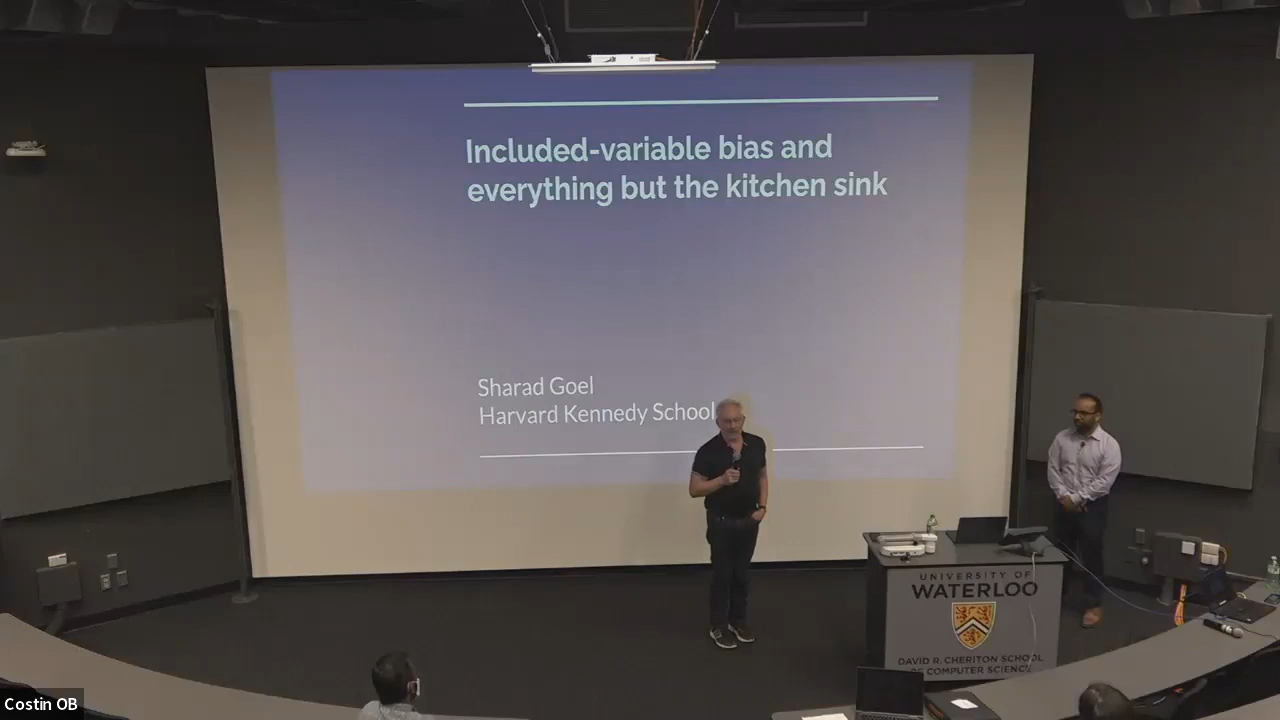 Included-variable bias and
everything but the kitchen sink
Sharad Goel
Harvard Kennedy School
UNIVERSITY OF
WATERLOO
DAVID R. CHERITON SCHOOL
OF COMPUTER SCIENCE
Costin OB